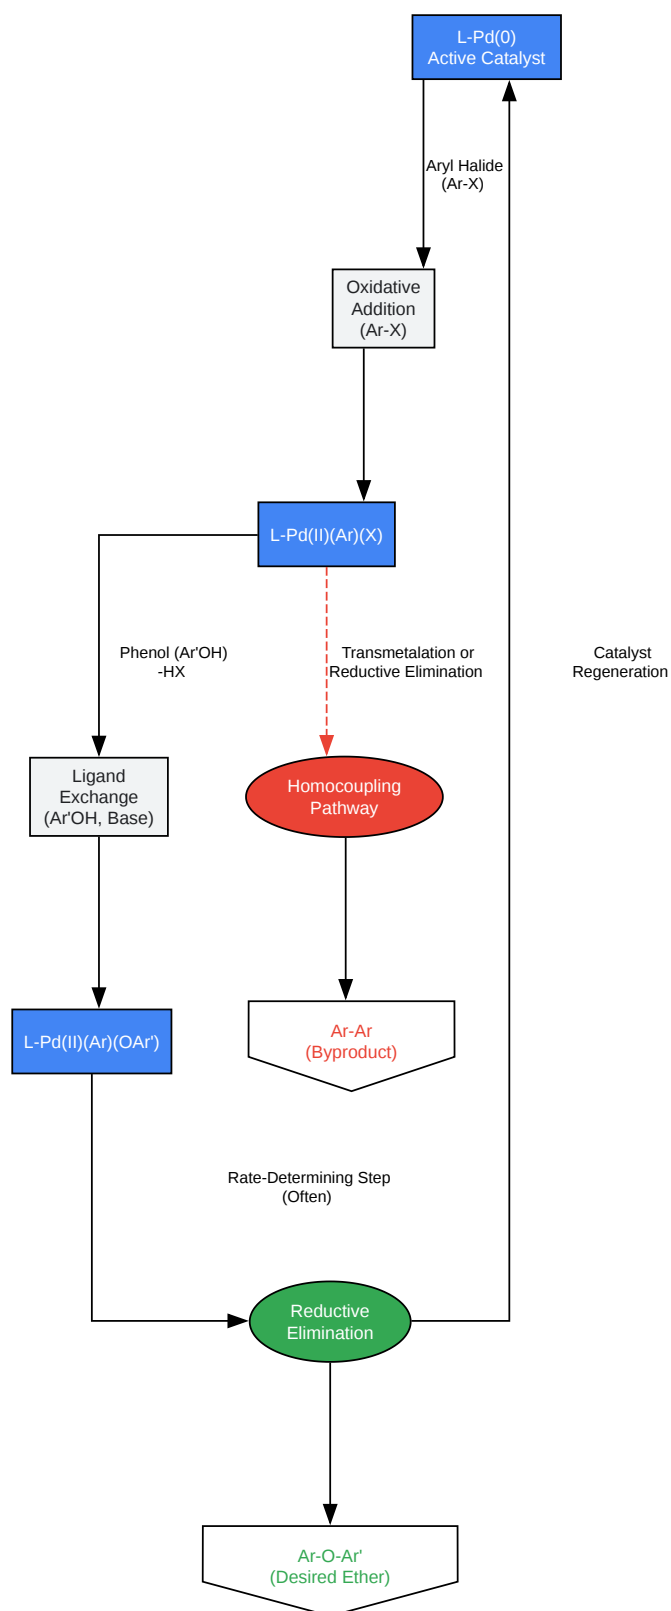 L-Pd(0)
Active Catalyst
Aryl Halide
(Ar-X)
Oxidative
Addition
(Ar-X)
L-Pd(II)(Ar)(X)
Phenol (Ar'OH)
-HX
Transmetalation or
Reductive Elimination
Catalyst
Regeneration
Ligand
Exchange
(Ar'OH, Base)
Homocoupling
Pathway
L-Pd(II)(Ar)(OAr')
Ar-Ar
(Byproduct)
Rate-Determining Step
(Often)
Reductive
Elimination
Ar-O-Ar'
(Desired Ether)